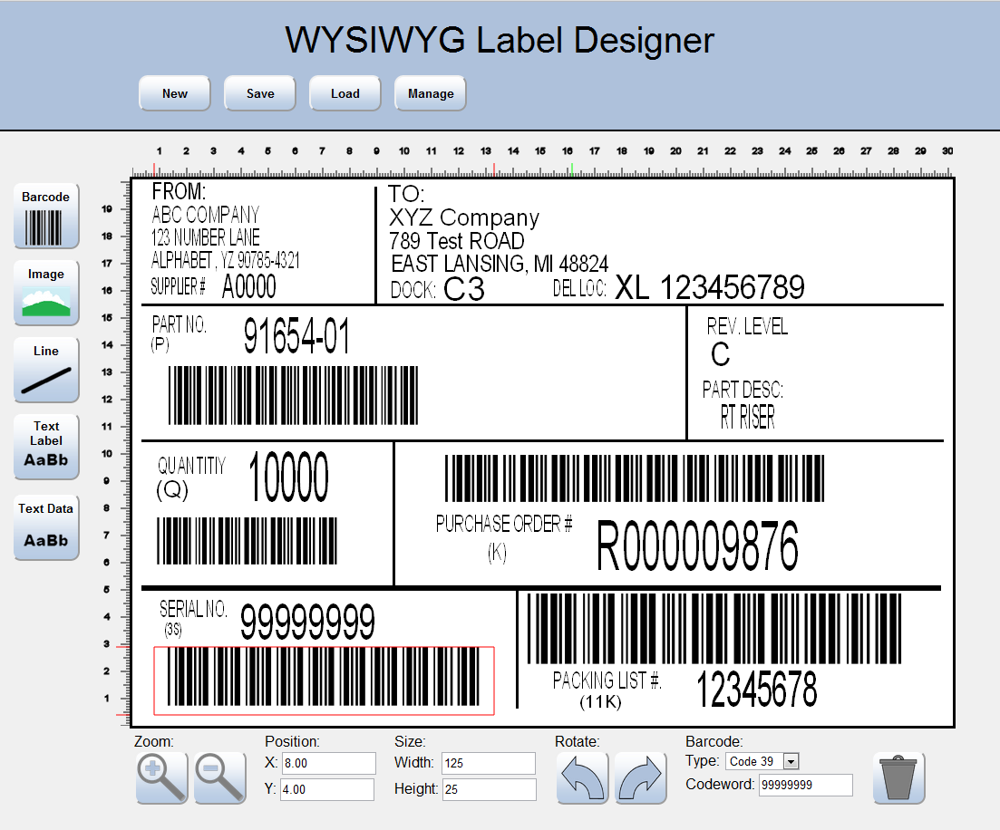 WYSIWYG Label Designer
New Save Load Manage
1 2 3 4 5 6 7 8 9 10 11 12 13 14 15 16 17 18 19 20 21 22 23 24 25 26 27 28 29 30
Barcode
Image
Line
Text
Label
AaBb
Text Data
AaBb
19
18
17
16
15
14
13
12
11
10
9
8
7
6
5
4
3
2
1
FROM:
ABC COMPANY
123 NUMBER LANE
ALPHABET , YZ 90785-4321
SUPPLIER # A0000
TO:
XYZ Company
789 Test ROAD
EAST LANSING, MI 48824
DOCK: C3 DEL LOC: XL 123456789
PART NO. 91654-01
(P)
REV. LEVEL
C
PART DESC:
RT RISER
QUANTITIY 10000
(Q)
PURCHASE ORDER # R000009876
(K)
SERIAL NO. 99999999
(3S)
PACKING LIST #. 12345678
(11K)
Zoom: Position: Size: Rotate: Barcode:
X: 8.00 Width: 125 Type: Code 39
Y: 4.00 Height: 25 Codeword: 99999999